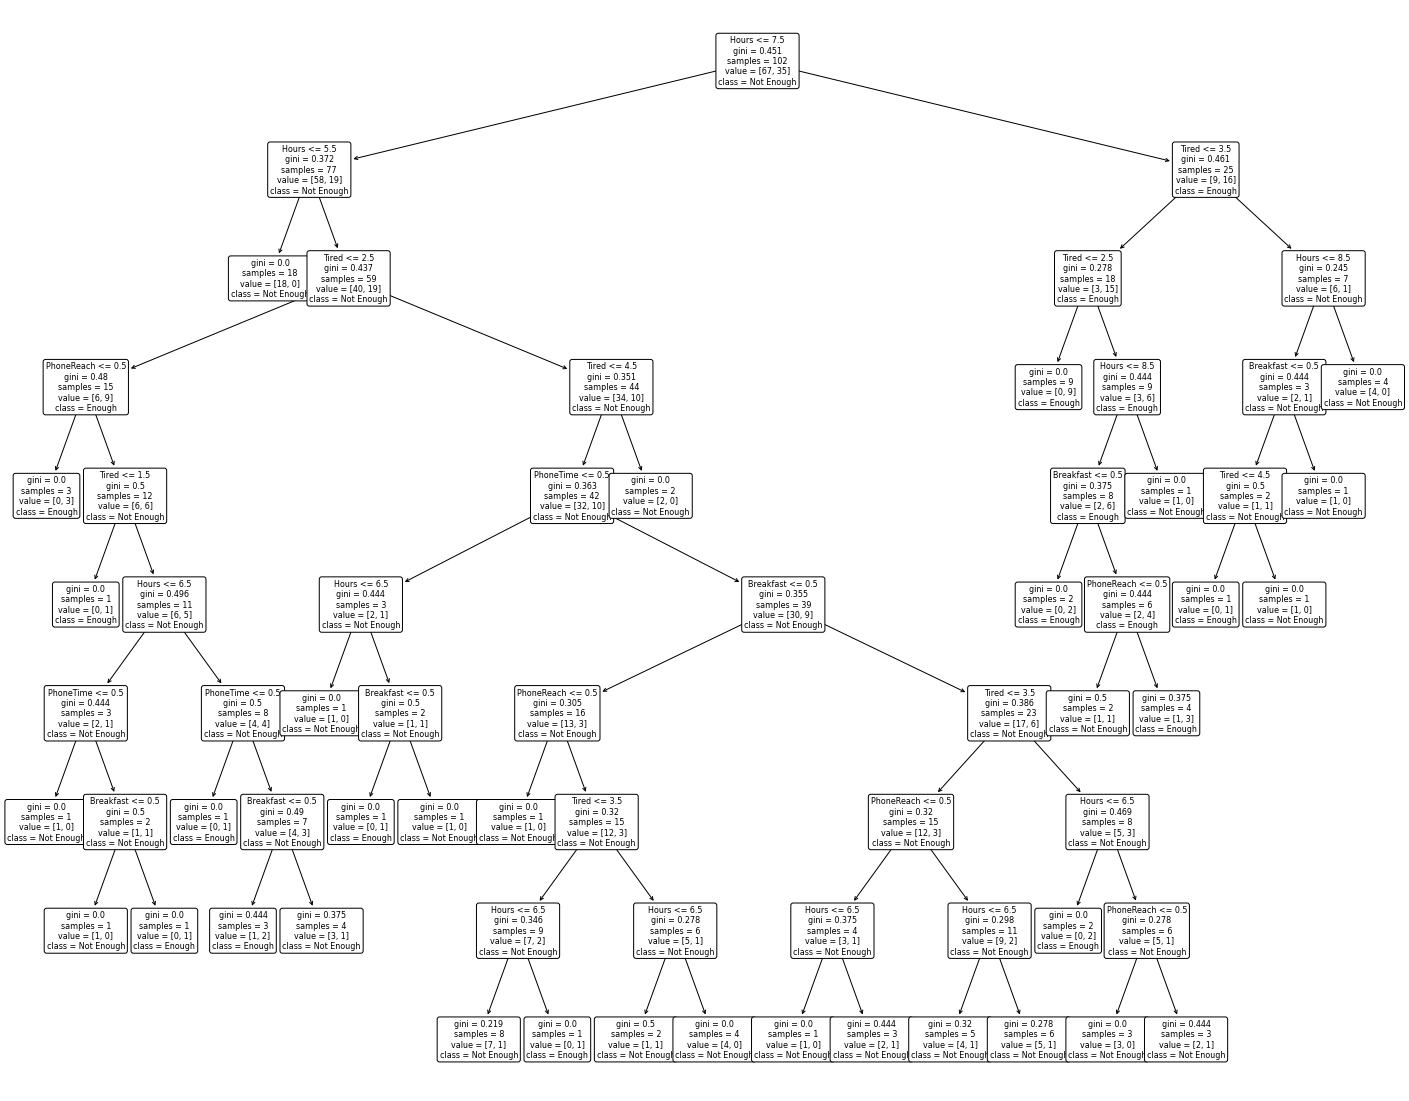 Hours <= 7.5
gini = 0.451
samples = 102
value = [67, 35]
class = Not Enough
Hours <= 5.5
gini = 0.372
samples = 77
value = [58, 19]
class = Not Enough
Tired <= 3.5
gini = 0.461
samples = 25
value = [9, 16]
class = Enough
gini = 0.0
samples = 18
value = [18, 0]
class = Not Enough
Tired <= 2.5
gini = 0.437
samples = 59
value = [40, 19]
class = Not Enough
Tired <= 2.5
gini = 0.278
samples = 18
value = [3, 15]
class = Enough
Hours <= 8.5
gini = 0.245
samples = 7
value = [6, 1]
class = Not Enough
PhoneReach <= 0.5
gini = 0.48
samples = 15
value = [6, 9]
class = Enough
Tired <= 4.5
gini = 0.351
samples = 44
value = [34, 10]
class = Not Enough
gini = 0.0
samples = 9
value = [0, 9]
class = Enough
Hours <= 8.5
gini = 0.444
samples = 9
value = [3, 6]
class = Enough
Breakfast <= 0.5
gini = 0.444
samples = 3
value = [2, 1]
class = Not Enough
gini = 0.0
samples = 4
value = [4, 0]
class = Not Enough
gini = 0.0
samples = 3
value = [0, 3]
class = Enough
Tired <= 1.5
gini = 0.5
samples = 12
value = [6, 6]
class = Not Enough
PhoneTime <= 0.5
gini = 0.363
samples = 42
value = [32, 10]
class = Not Enough
gini = 0.0
samples = 2
value = [2, 0]
class = Not Enough
Breakfast <= 0.5
gini = 0.375
samples = 8
value = [2, 6]
class = Enough
gini = 0.0
samples = 1
value = [1, 0]
class = Not Enough
Tired <= 4.5
gini = 0.5
samples = 2
value = [1, 1]
class = Not Enough
gini = 0.0
samples = 1
value = [1, 0]
class = Not Enough
gini = 0.0
samples = 1
value = [0, 1]
class = Enough
Hours <= 6.5
gini = 0.496
samples = 11
value = [6, 5]
class = Not Enough
Hours <= 6.5
gini = 0.444
samples = 3
value = [2, 1]
class = Not Enough
Breakfast <= 0.5
gini = 0.355
samples = 39
value = [30, 9]
class = Not Enough
gini = 0.0
samples = 2
value = [0, 2]
class = Enough
PhoneReach <= 0.5
gini = 0.444
samples = 6
value = [2, 4]
class = Enough
gini = 0.0
samples = 1
value = [0, 1]
class = Enough
gini = 0.0
samples = 1
value = [1, 0]
class = Not Enough
PhoneTime <= 0.5
gini = 0.444
samples = 3
value = [2, 1]
class = Not Enough
PhoneTime <= 0.5
gini = 0.5
samples = 8
value = [4, 4]
class = Not Enough
gini = 0.0
samples = 1
value = [1, 0]
class = Not Enough
Breakfast <= 0.5
gini = 0.5
samples = 2
value = [1, 1]
class = Not Enough
PhoneReach <= 0.5
gini = 0.305
samples = 16
value = [13, 3]
class = Not Enough
Tired <= 3.5
gini = 0.386
samples = 23
value = [17, 6]
class = Not Enough
gini = 0.5
samples = 2
value = [1, 1]
class = Not Enough
gini = 0.375
samples = 4
value = [1, 3]
class = Enough
gini = 0.0
samples = 1
value = [1, 0]
class = Not Enough
Breakfast <= 0.5
gini = 0.5
samples = 2
value = [1, 1]
class = Not Enough
gini = 0.0
samples = 1
value = [0, 1]
class = Enough
Breakfast <= 0.5
gini = 0.49
samples = 7
value = [4, 3]
class = Not Enough
gini = 0.0
samples = 1
value = [0, 1]
class = Enough
gini = 0.0
samples = 1
value = [1, 0]
class = Not Enough
gini = 0.0
samples = 1
value = [1, 0]
class = Not Enough
Tired <= 3.5
gini = 0.32
samples = 15
value = [12, 3]
class = Not Enough
PhoneReach <= 0.5
gini = 0.32
samples = 15
value = [12, 3]
class = Not Enough
Hours <= 6.5
gini = 0.469
samples = 8
value = [5, 3]
class = Not Enough
gini = 0.0
samples = 1
value = [1, 0]
class = Not Enough
gini = 0.0
samples = 1
value = [0, 1]
class = Enough
gini = 0.444
samples = 3
value = [1, 2]
class = Enough
gini = 0.375
samples = 4
value = [3, 1]
class = Not Enough
Hours <= 6.5
gini = 0.346
samples = 9
value = [7, 2]
class = Not Enough
Hours <= 6.5
gini = 0.278
samples = 6
value = [5, 1]
class = Not Enough
Hours <= 6.5
gini = 0.375
samples = 4
value = [3, 1]
class = Not Enough
Hours <= 6.5
gini = 0.298
samples = 11
value = [9, 2]
class = Not Enough
gini = 0.0
samples = 2
value = [0, 2]
class = Enough
PhoneReach <= 0.5
gini = 0.278
samples = 6
value = [5, 1]
class = Not Enough
gini = 0.219
samples = 8
value = [7, 1]
class = Not Enough
gini = 0.0
samples = 1
value = [0, 1]
class = Enough
gini = 0.5
samples = 2
value = [1, 1]
class = Not Enough
gini = 0.0
samples = 4
value = [4, 0]
class = Not Enough
gini = 0.0
samples = 1
value = [1, 0]
class = Not Enough
gini = 0.444
samples = 3
value = [2, 1]
class = Not Enough
gini = 0.32
samples = 5
value = [4, 1]
class = Not Enough
gini = 0.278
samples = 6
value = [5, 1]
class = Not Enough
gini = 0.0
samples = 3
value = [3, 0]
class = Not Enough
gini = 0.444
samples = 3
value = [2, 1]
class = Not Enough